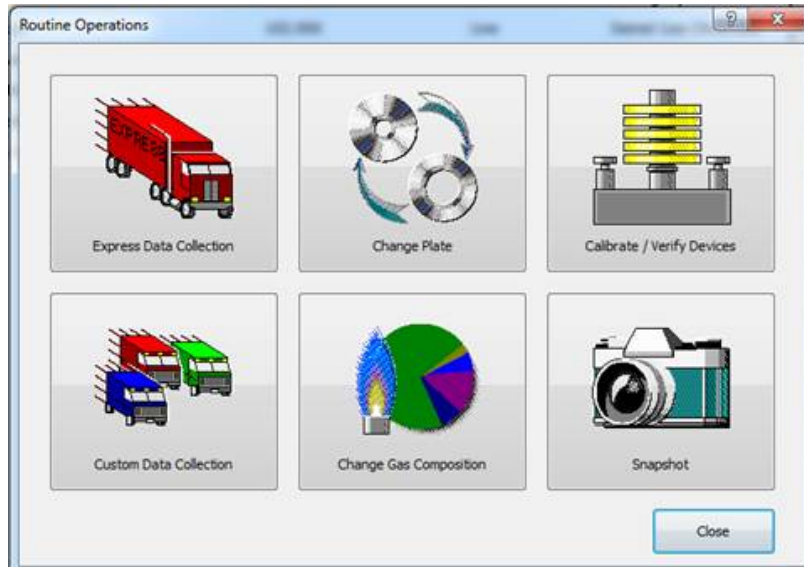 Routine Operations
EXPRESS
Express Data Collection
Change Plate
Calibrate / Verify Devices
Custom Data Collection
Change Gas Composition
Snapshot
Close